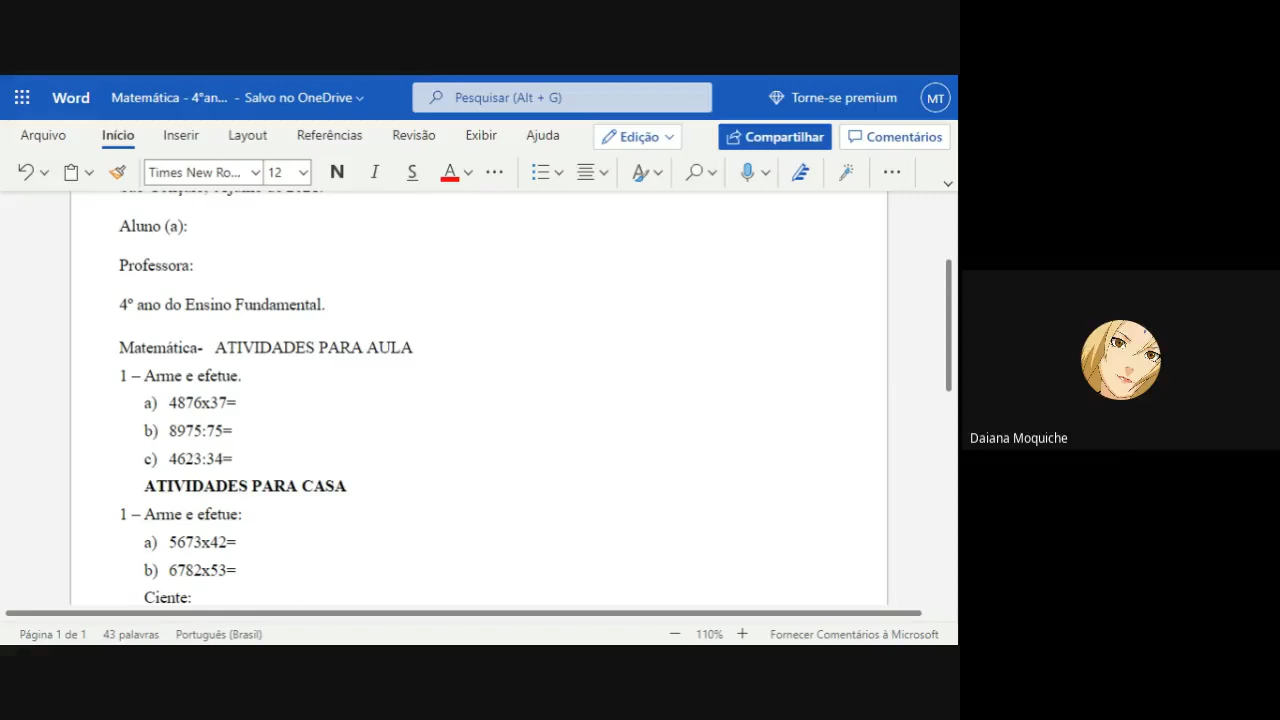 Word Matemática - 4°an... - Salvo no OneDrive Pesquisar (Alt + G) Torne-se premium MT
Arquivo Início Inserir Layout Referências Revisão Exibir Ajuda Edição Compartilhar Comentários
Times New Ro... 12 N I S A ...
Aluno (a):
Professora:
4º ano do Ensino Fundamental.
Matemática- ATIVIDADES PARA AULA
1 – Arme e efetue.
a) 4876x37=
b) 8975:75=
c) 4623:34=
ATIVIDADES PARA CASA
1 – Arme e efetue:
a) 5673x42=
b) 6782x53=
Ciente:
Página 1 de 1 43 palavras Português (Brasil) 110% Fornecer Comentários à Microsoft
Daiana Moquiche